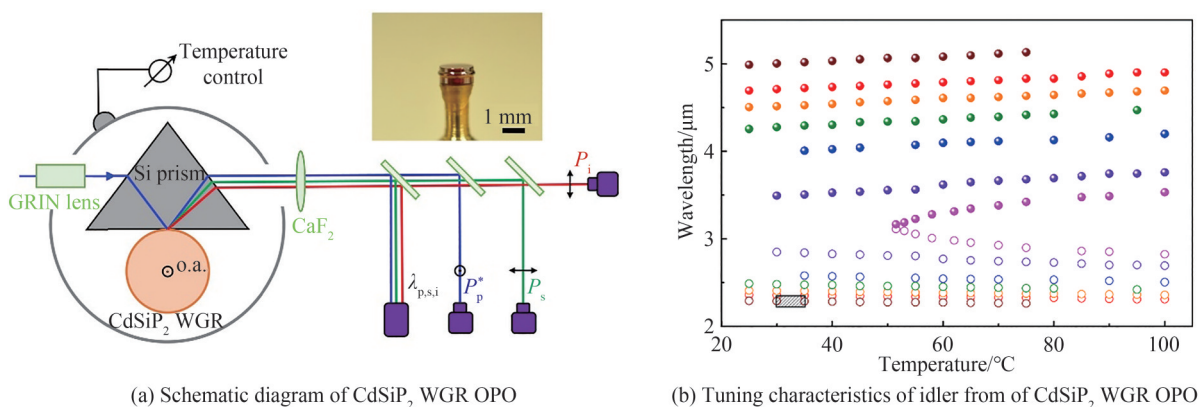 Temperature
control
Si prism
GRIN lens
CaF₂
o.a.
CdSiP₂ WGR
1 mm
λp,s,i
Pp*
Ps
Pi
Wavelength/μm
5
4
3
2
20
40
60
80
100
Temperature/°C
(a) Schematic diagram of CdSiP₂ WGR OPO
(b) Tuning characteristics of idler from of CdSiP₂ WGR OPO